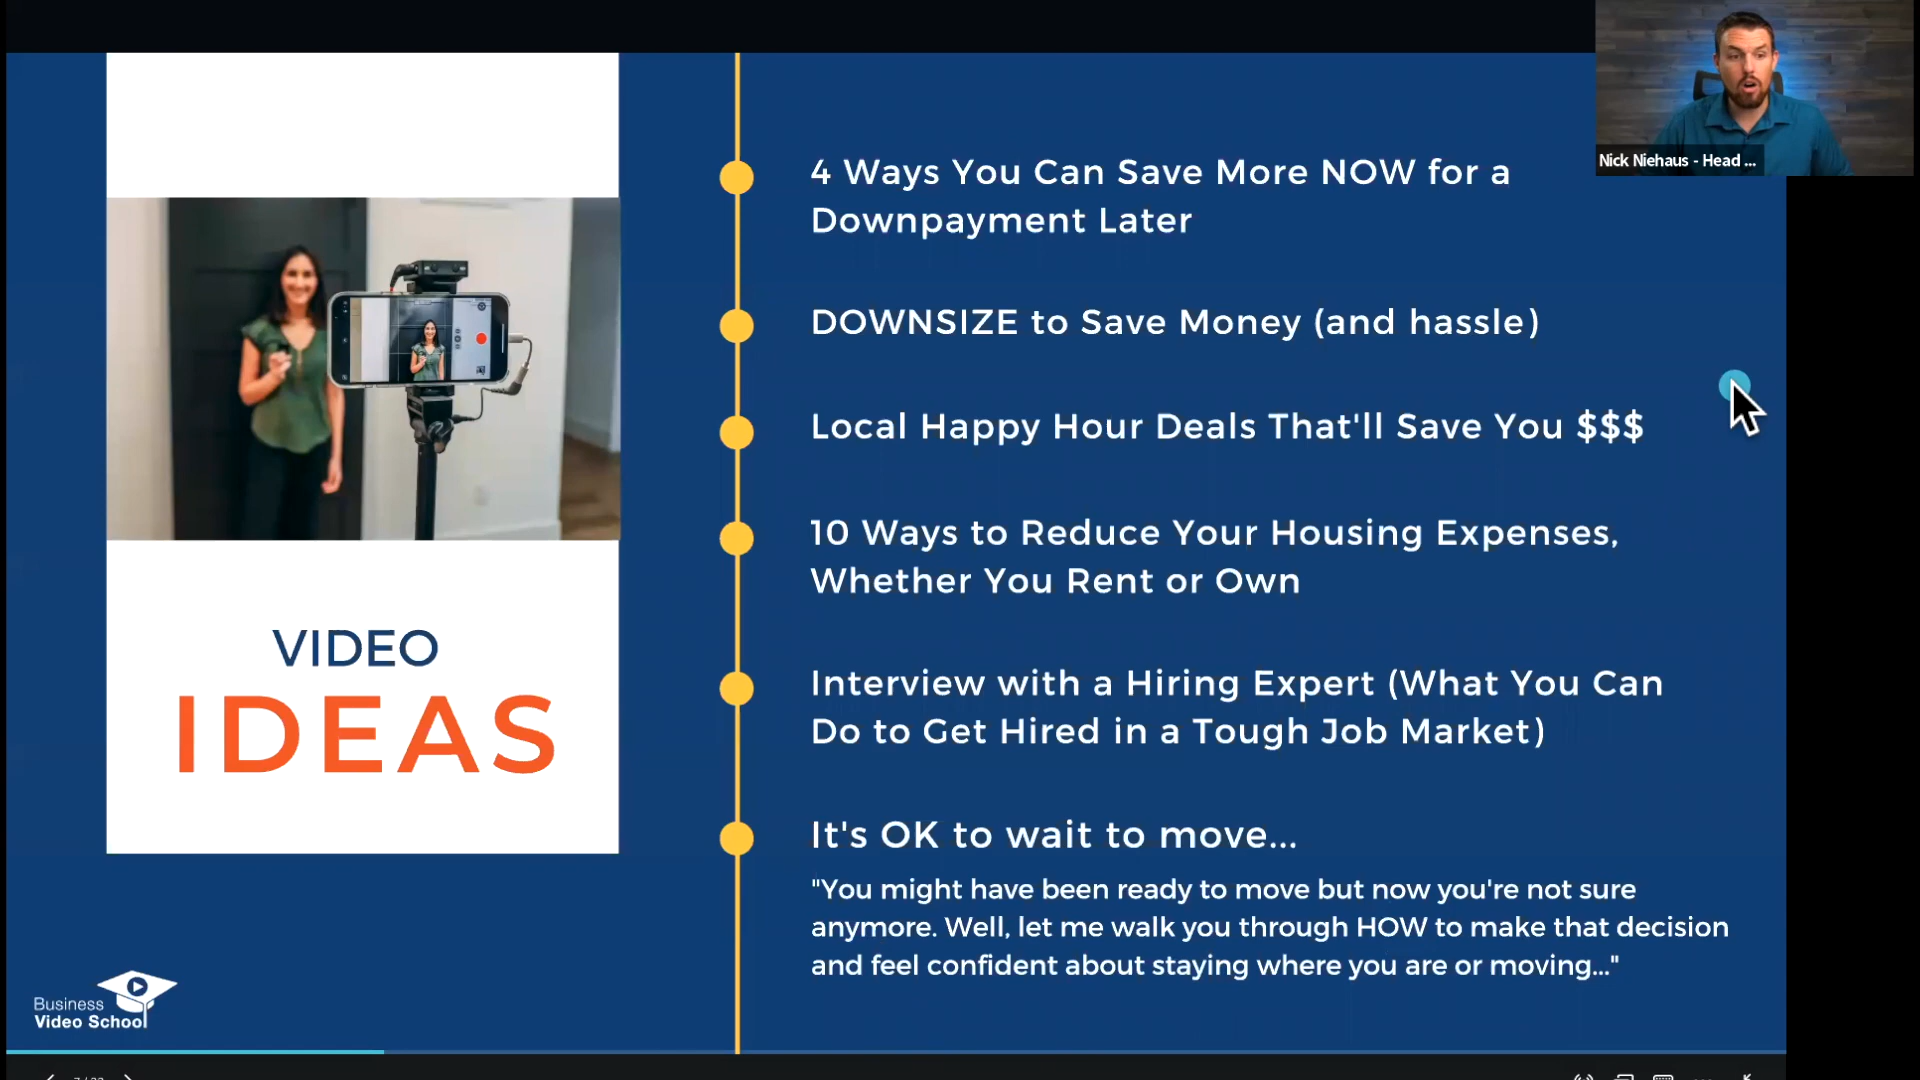 Nick Niehaus - Head ...
4 Ways You Can Save More NOW for a
Downpayment Later
DOWNSIZE to Save Money (and hassle)
Local Happy Hour Deals That'll Save You $$$
10 Ways to Reduce Your Housing Expenses,
Whether You Rent or Own
Interview with a Hiring Expert (What You Can
Do to Get Hired in a Tough Job Market)
It's OK to wait to move...
"You might have been ready to move but now you're not sure
anymore. Well, let me walk you through HOW to make that decision
and feel confident about staying where you are or moving..."
VIDEO
IDEAS
Business
Video School